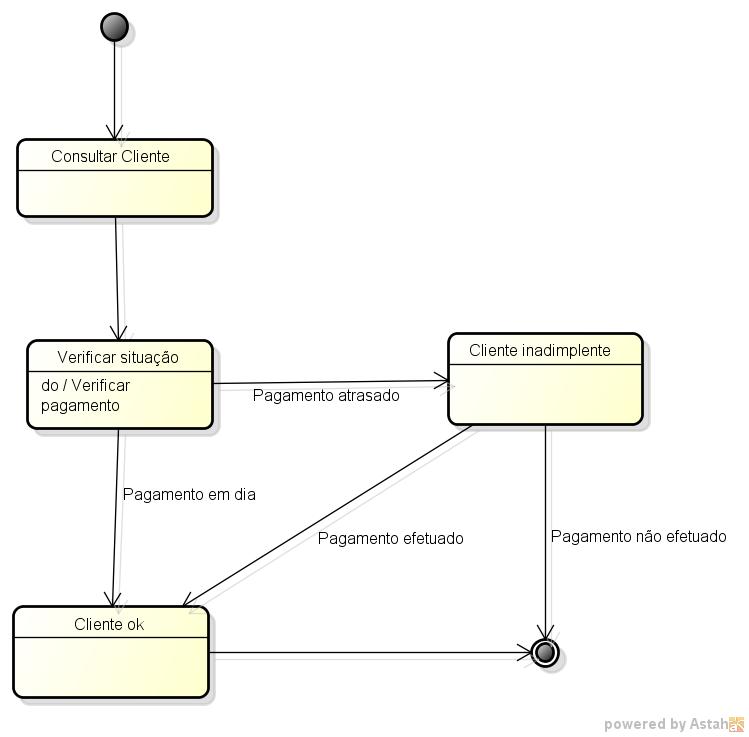 Consultar Cliente
Verificar situação
do / Verificar
pagamento
Cliente inadimplente
Pagamento atrasado
Pagamento em dia
Pagamento efetuado
Pagamento não efetuado
Cliente ok
powered by Astah